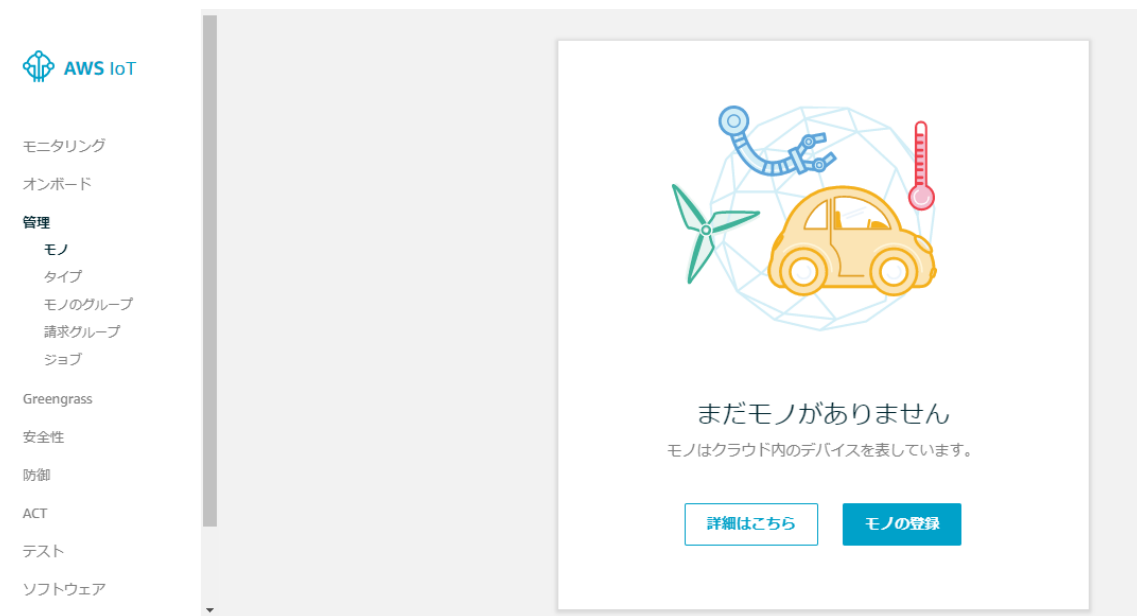 AWS IoT
モニタリング
オンボード
管理
モノ
タイプ
モノのグループ
請求グループ
ジョブ
Greengrass
安全性
防御
ACT
テスト
ソフトウェア
まだモノがありません
モノはクラウド内のデバイスを表しています。
詳細はこちら
モノの登録